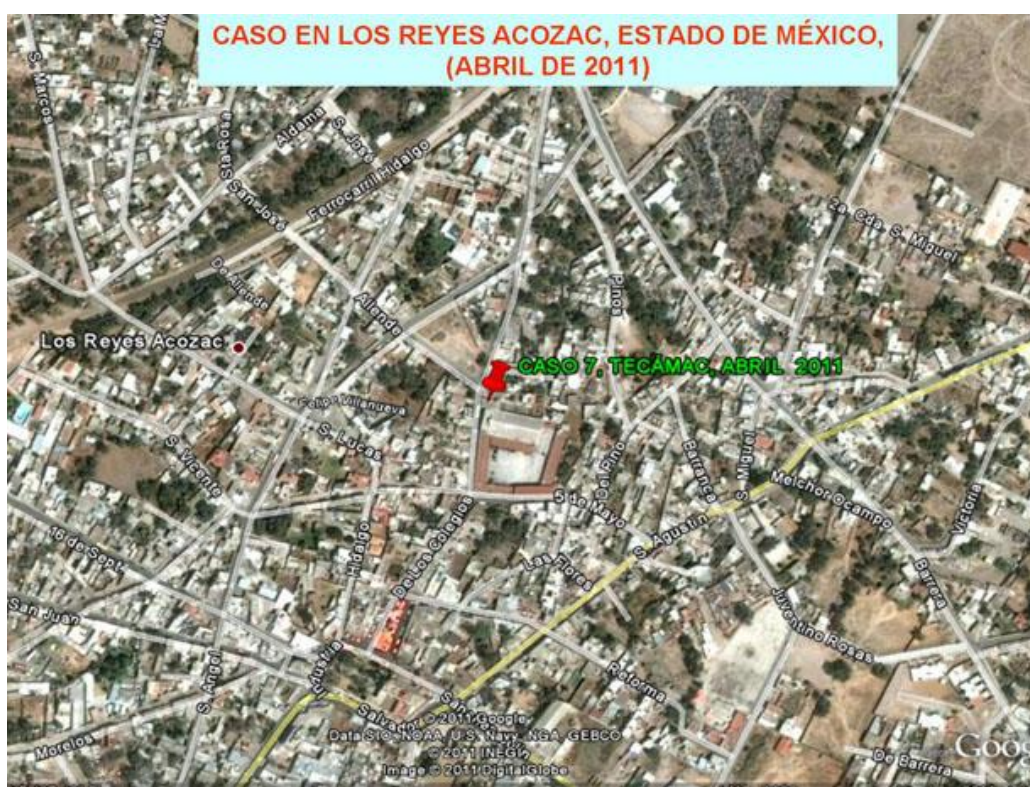 CASO EN LOS REYES ACOZAC, ESTADO DE MÉXICO,
(ABRIL DE 2011)
S. Marcos
Sta Rosa
Aldama
S. José
San José
Ferrocarril Hidalgo
2a. Cda. S. Miguel
De Allende
Allende
Pinos
Los Reyes Acozac
CASO 7, TECÁMAC, ABRIL 2011
Felipe Villanueva
S. Lucas
S. Vicente
Del Pino
Barranca
S. Miguel
Melchor Ocampo
Victoria
5 de Mayo
S. Agustín
16 de Sept.
Hidalgo
De Los Colegios
Las Flores
Barrera
San Juan
Juventino Rosas
S. Angel
Reforma
Morelos
Salvador
De Barrera
© 2011 Google
Data SIO, NOAA, U.S. Navy, NGA, GEBCO
© 2011 INEGI
Image © 2011 DigitalGlobe
Goo